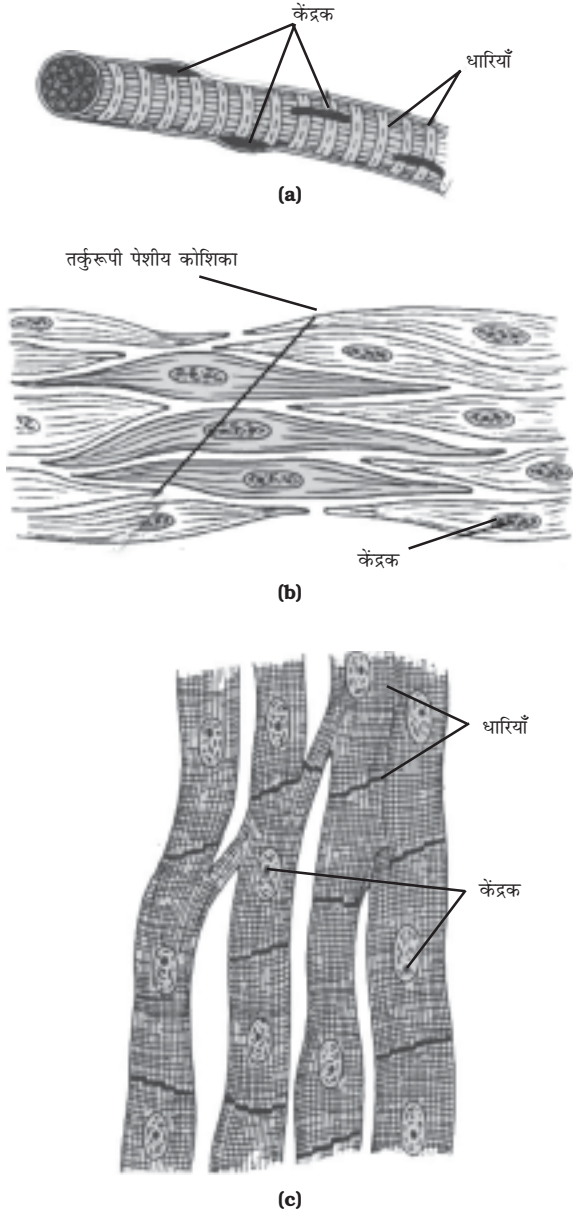 केंद्रक
धारियाँ
(a)
तर्कुरूपी पेशीय कोशिका
केंद्रक
(b)
धारियाँ
केंद्रक
(c)